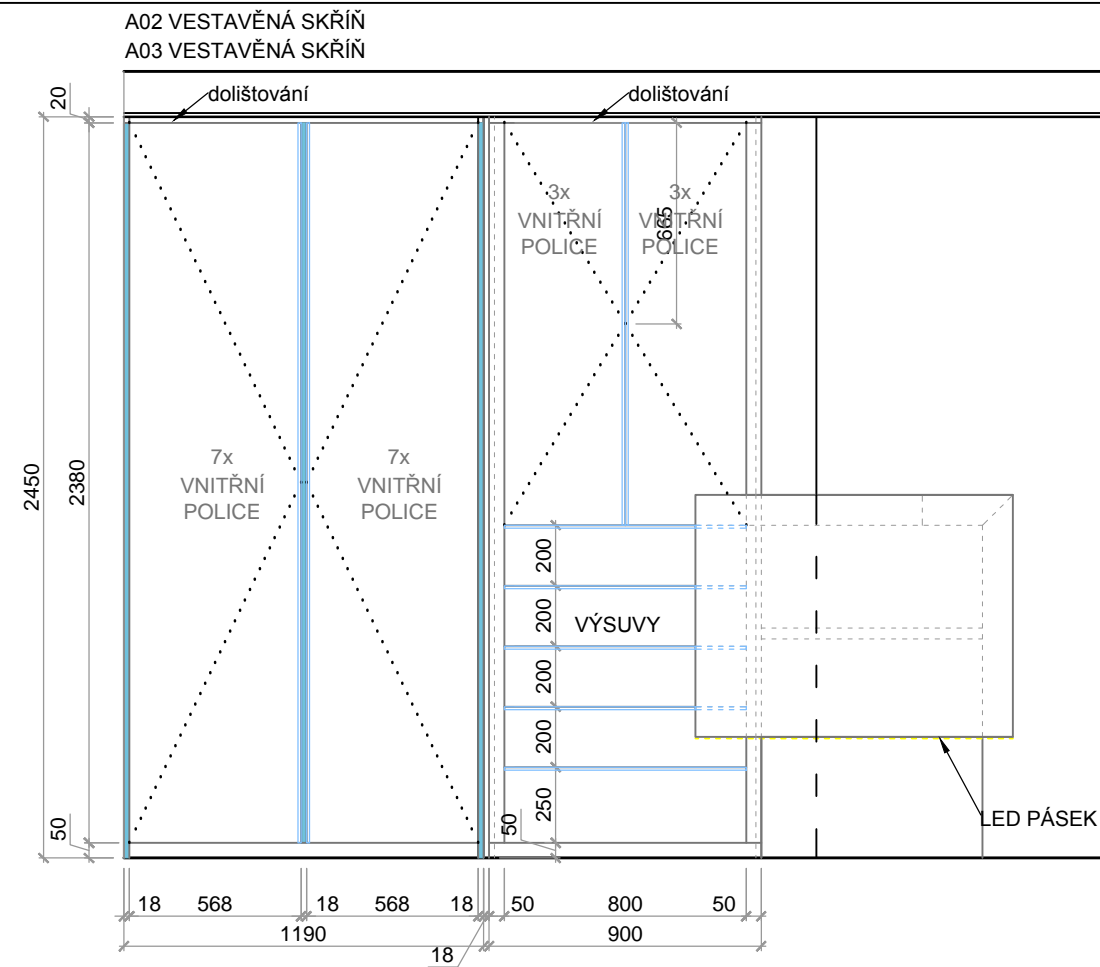 A02 VESTAVĚNÁ SKŘÍŇ
A03 VESTAVĚNÁ SKŘÍŇ
20
dolištování
dolištování
3x
VNITŘNÍ
POLICE
3x
VNITŘNÍ
POLICE
665
7x
VNITŘNÍ
POLICE
7x
VNITŘNÍ
POLICE
2450
2380
200
200
VÝSUVY
200
200
250
50
50
LED PÁSEK
18
568
18
568
18
50
800
50
1190
900
18